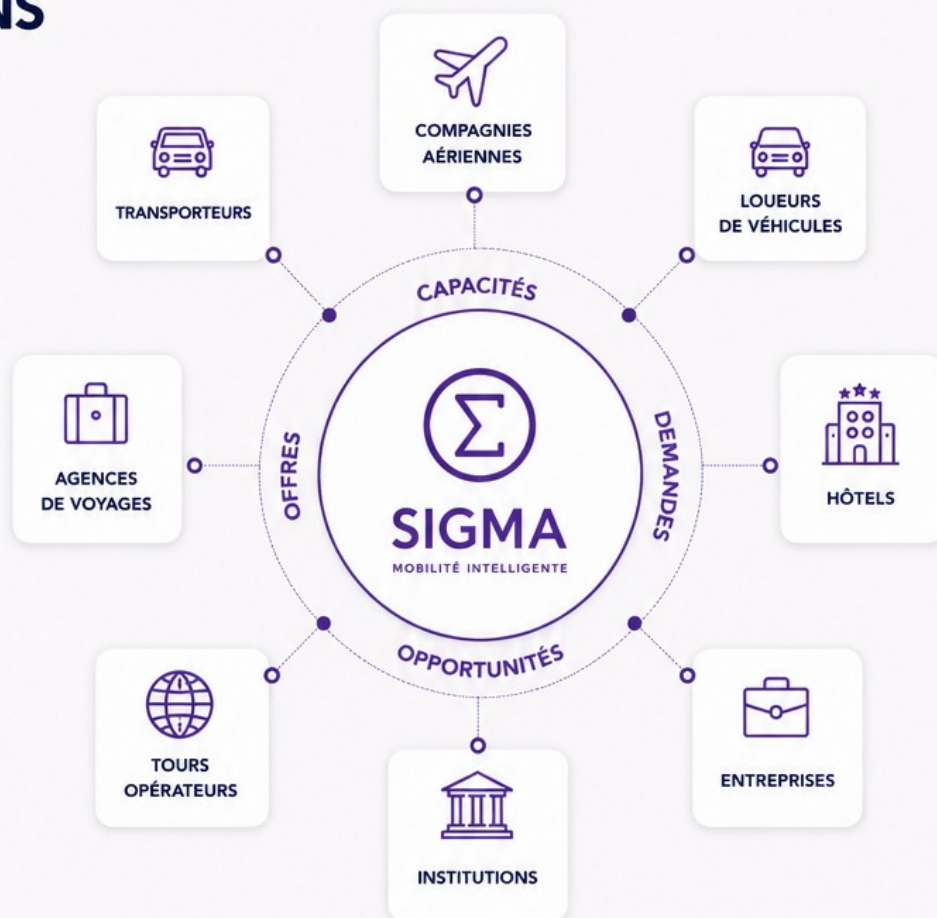 NS
COMPAGNIES
AÉRIENNES
TRANSPORTEURS
LOUEURS
DE VÉHICULES
CAPACITÉS
AGENCES
DE VOYAGES
OFFRES
Σ
SIGMA
MOBILITÉ INTELLIGENTE
DEMANDES
HÔTELS
OPPORTUNITÉS
TOURS
OPÉRATEURS
INSTITUTIONS
ENTREPRISES